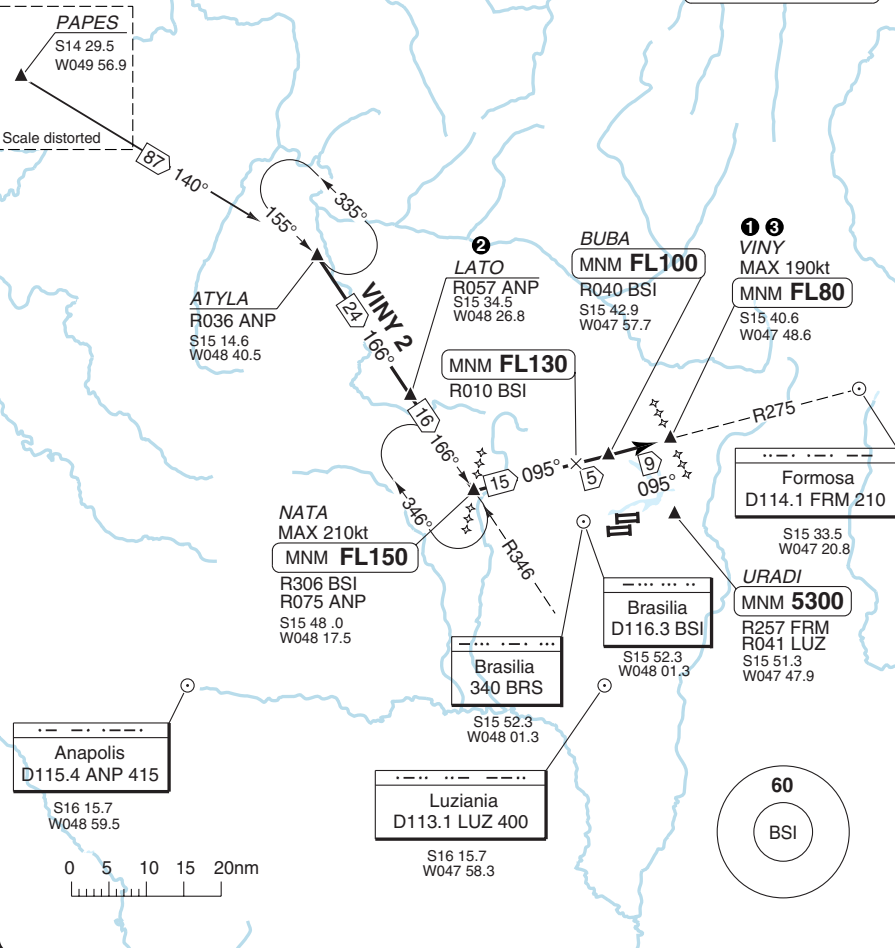 PAPES
S14 29.5
W049 56.9
Scale distorted
87
140°
155°
335°
ATYLA
R036 ANP
S15 14.6
W048 40.5
24
VINY 2
166°
2
LATO
R057 ANP
S15 34.5
W048 26.8
BUBA
MNM FL100
R040 BSI
S15 42.9
W047 57.7
1 3
VINY
MAX 190kt
MNM FL80
S15 40.6
W047 48.6
MNM FL130
R010 BSI
16
166°
346°
15
095°
5
9
095°
R275
R346
NATA
MAX 210kt
MNM FL150
R306 BSI
R075 ANP
S15 48 .0
W048 17.5
Formosa
D114.1 FRM 210
S15 33.5
W047 20.8
URADI
MNM 5300
R257 FRM
R041 LUZ
S15 51.3
W047 47.9
Brasilia
D116.3 BSI
S15 52.3
W048 01.3
Brasilia
340 BRS
S15 52.3
W048 01.3
Anapolis
D115.4 ANP 415
S16 15.7
W048 59.5
Luziania
D113.1 LUZ 400
S16 15.7
W047 58.3
60
BSI
0 5 10 15 20nm